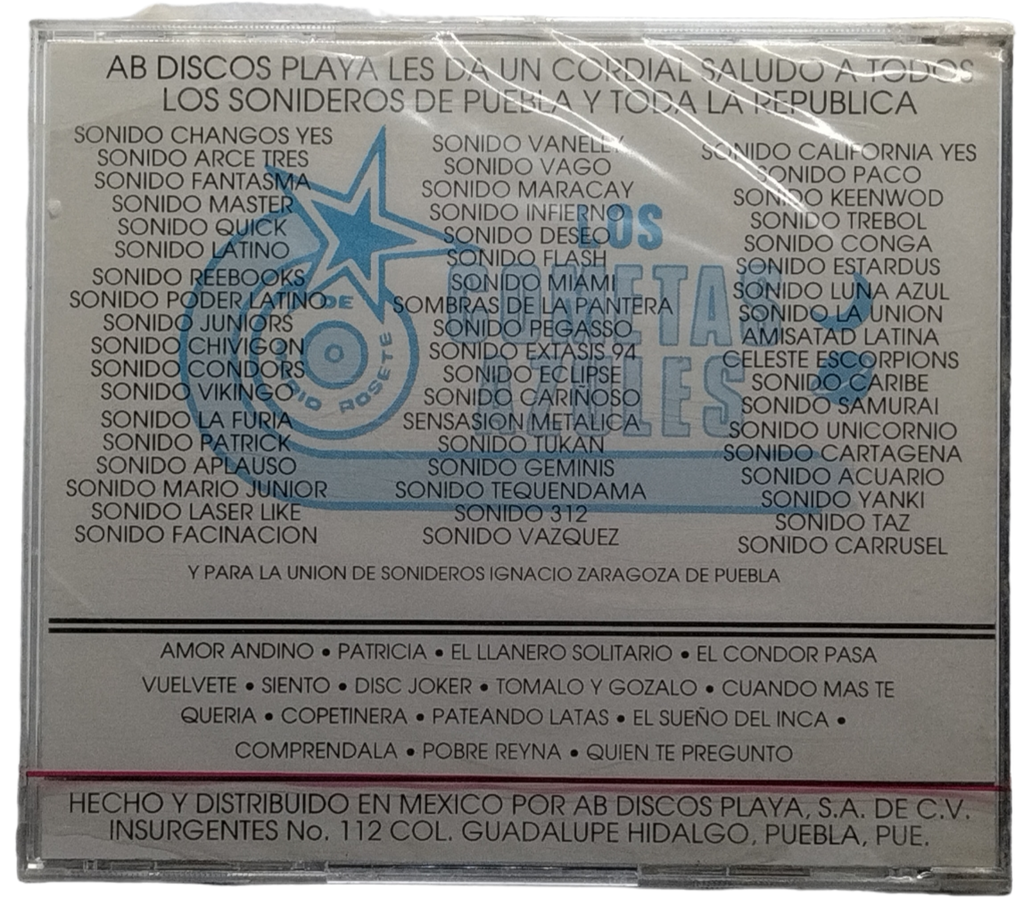 AB DISCOS PLAYA LES DA UN CORDIAL SALUDO A TODOS
LOS SONIDEROS DE PUEBLA Y TODA LA REPUBLICA
SONIDO CHANGOS YES
SONIDO ARCE TRES
SONIDO FANTASMA
SONIDO MASTER
SONIDO QUICK
SONIDO LATINO
SONIDO REEBOOKS
SONIDO PODER LATINO
SONIDO JUNIORS
SONIDO CHIVIGON
SONIDO CONDORS
SONIDO VIKINGO
SONIDO LA FURIA
SONIDO PATRICK
SONIDO APLAUSO
SONIDO MARIO JUNIOR
SONIDO LASER LIKE
SONIDO FACINACION
SONIDO VANELLY
SONIDO VAGO
SONIDO MARACAY
SONIDO INFIERNO
SONIDO DESEO
SONIDO FLASH
SONIDO MIAMI
SOMBRAS DE LA PANTERA
SONIDO PEGASSO
SONIDO EXTASIS 94
SONIDO ECLIPSE
SONIDO CARIÑOSO
SENSASION METALICA
SONIDO TUKAN
SONIDO GEMINIS
SONIDO TEQUENDAMA
SONIDO 312
SONIDO VAZQUEZ
SONIDO CALIFORNIA YES
SONIDO PACO
SONIDO KEENWOD
SONIDO TREBOL
SONIDO CONGA
SONIDO ESTARDUS
SONIDO LUNA AZUL
SONIDO LA UNION
AMISATAD LATINA
CELESTE ESCORPIONS
SONIDO CARIBE
SONIDO SAMURAI
SONIDO UNICORNIO
SONIDO CARTAGENA
SONIDO ACUARIO
SONIDO YANKI
SONIDO TAZ
SONIDO CARRUSEL
LOS
COMETAS
AZULES
DE
ROSETE
Y PARA LA UNION DE SONIDEROS IGNACIO ZARAGOZA DE PUEBLA
AMOR ANDINO • PATRICIA • EL LLANERO SOLITARIO • EL CONDOR PASA
VUELVETE • SIENTO • DISC JOKER • TOMALO Y GOZALO • CUANDO MAS TE
QUERIA • COPETINERA • PATEANDO LATAS • EL SUEÑO DEL INCA •
COMPRENDALA • POBRE REYNA • QUIEN TE PREGUNTO
HECHO Y DISTRIBUIDO EN MEXICO POR AB DISCOS PLAYA, S.A. DE C.V.
INSURGENTES No. 112 COL. GUADALUPE HIDALGO, PUEBLA, PUE.